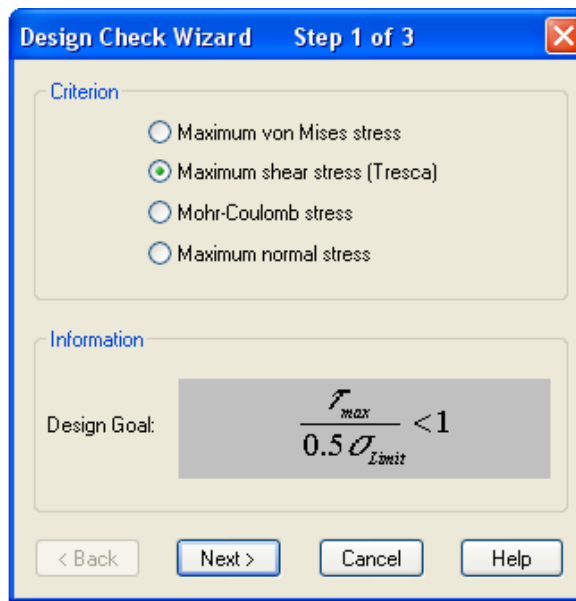 Design Check Wizard Step 1 of 3
Criterion
Maximum von Mises stress
Maximum shear stress (Tresca)
Mohr-Coulomb stress
Maximum normal stress
Information
Design Goal:
τmax
0.5 σLimit
<1
< Back Next > Cancel Help